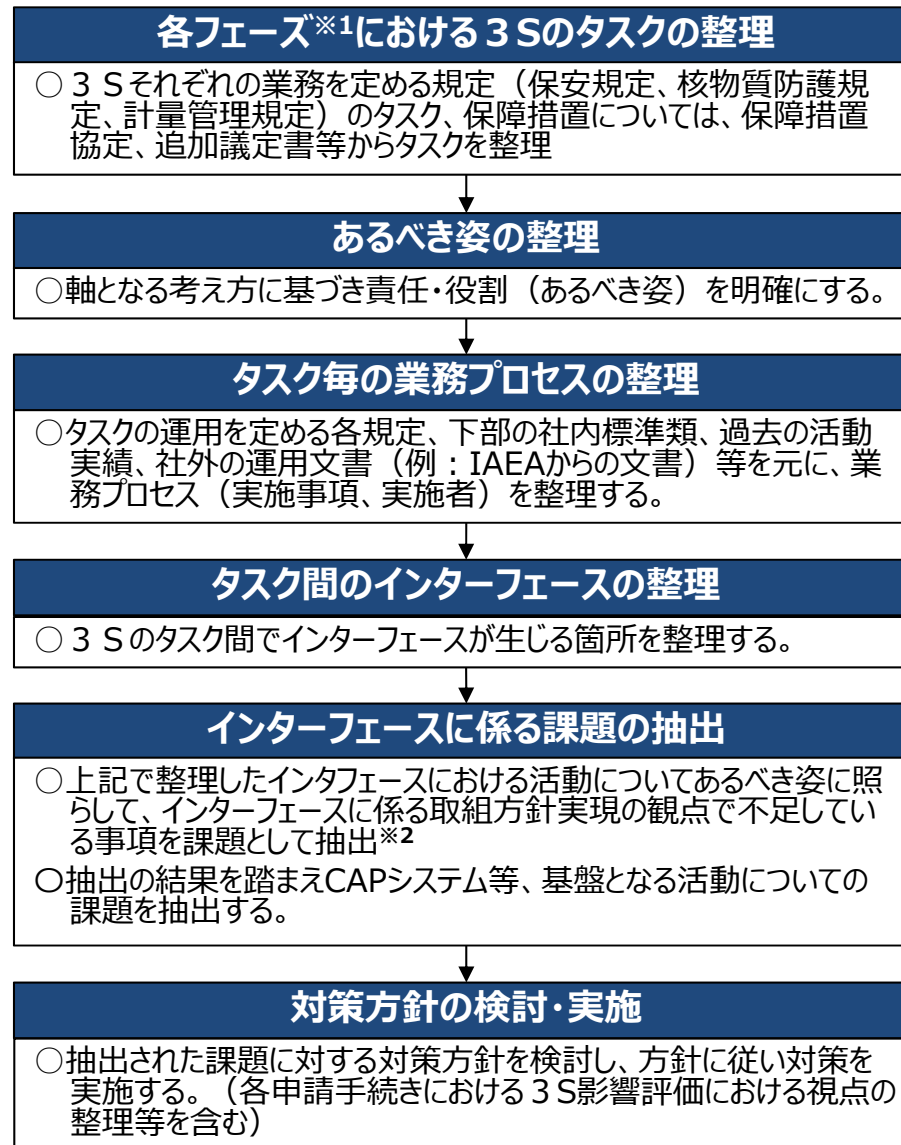 各フェーズ※1における３Sのタスクの整理
○３Sそれぞれの業務を定める規定（保安規定、核物質防護規
定、計量管理規定）のタスク、保障措置については、保障措置
協定、追加議定書等からタスクを整理
あるべき姿の整理
○軸となる考え方に基づき責任・役割（あるべき姿）を明確にする。
タスク毎の業務プロセスの整理
○タスクの運用を定める各規定、下部の社内標準類、過去の活動
実績、社外の運用文書（例：IAEAからの文書）等を元に、業
務プロセス（実施事項、実施者）を整理する。
タスク間のインターフェースの整理
○３Sのタスク間でインターフェースが生じる箇所を整理する。
インターフェースに係る課題の抽出
○上記で整理したインタフェースにおける活動についてあるべき姿に照
らして、インターフェースに係る取組方針実現の観点で不足してい
る事項を課題として抽出※2
〇抽出の結果を踏まえCAPシステム等、基盤となる活動についての
課題を抽出する。
対策方針の検討・実施
○抽出された課題に対する対策方針を検討し、方針に従い対策を
実施する。（各申請手続きにおける３S影響評価における視点の
整理等を含む）